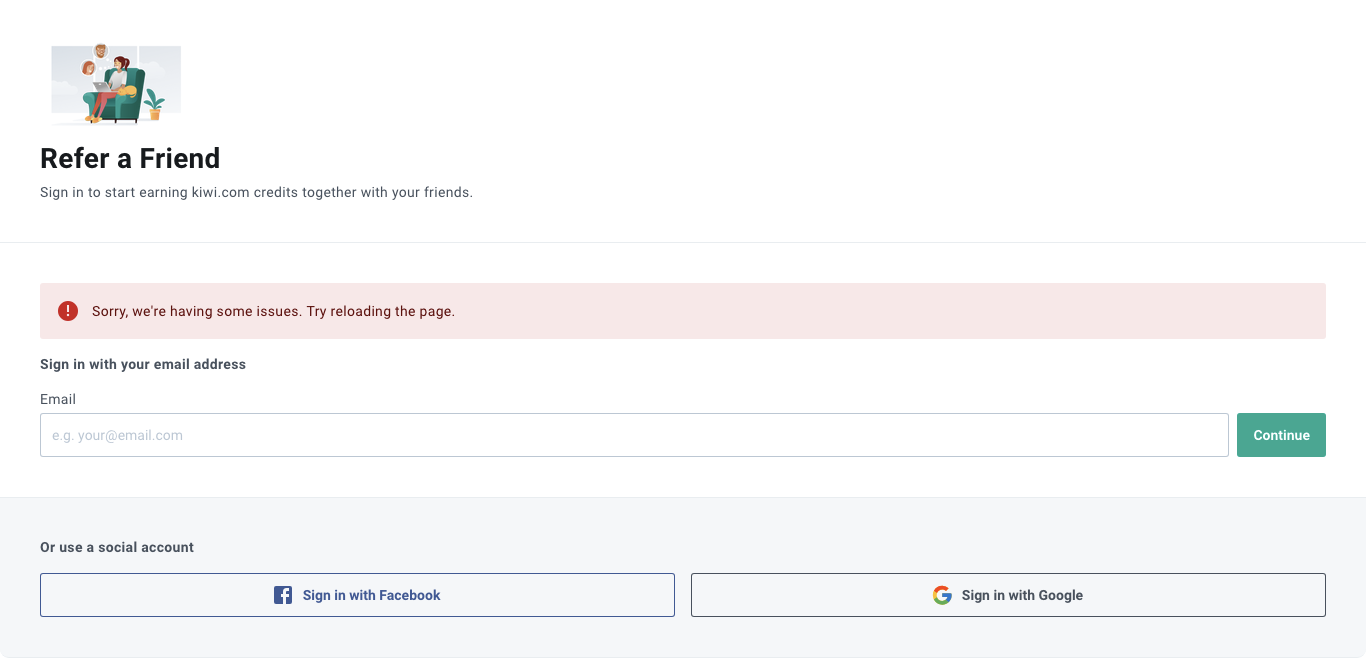 Refer a Friend
Sign in to start earning kiwi.com credits together with your friends.
Sorry, we're having some issues. Try reloading the page.
Sign in with your email address
Email
e.g. your@email.com
Continue
Or use a social account
Sign in with Facebook
Sign in with Google